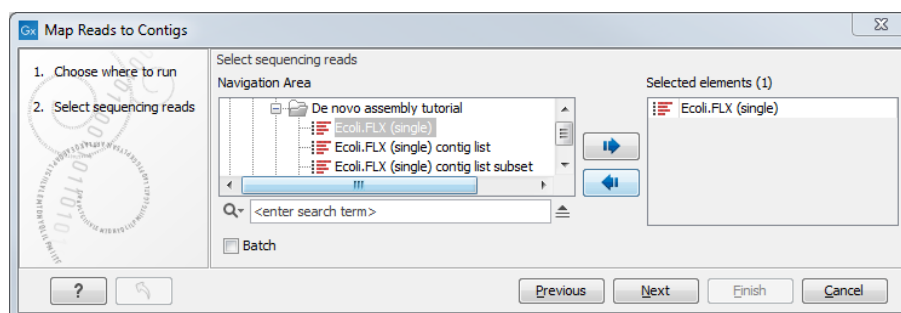 Gx Map Reads to Contigs
1. Choose where to run
2. Select sequencing reads
Select sequencing reads
Navigation Area
De novo assembly tutorial
Ecoli.FLX (single)
Ecoli.FLX (single) contig list
Ecoli.FLX (single) contig list subset
<enter search term>
Batch
Selected elements (1)
Ecoli.FLX (single)
?
Previous
Next
Finish
Cancel